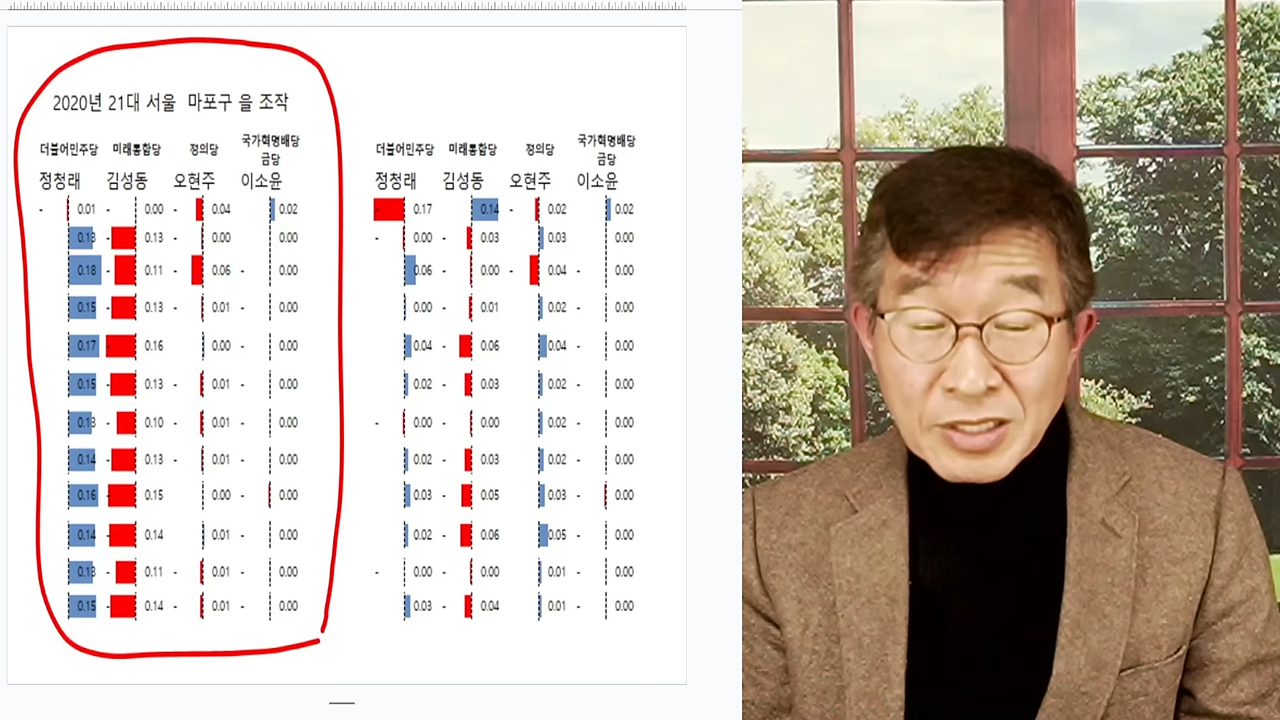 2020년 21대 서울 마포구 을 조작
더불어민주당 미래통합당 정의당 국가혁명배당금당 더불어민주당 미래통합당 정의당 국가혁명배당금당
정청래 김성동 오현주 이소윤 정청래 김성동 오현주 이소윤
- 0.01 0.00 - 0.04 0.02 - 0.17 0.14 - 0.02 0.02
0.13 - 0.13 - 0.00 0.00 - 0.00 0.03 0.03 0.00
0.18 - 0.11 - 0.06 - 0.00 0.06 0.00 - 0.04 0.00
0.15 - 0.13 - 0.01 - 0.00 0.00 0.01 0.02 0.00
0.17 - 0.16 - 0.00 - 0.00 0.04 0.06 0.04 0.00
0.15 - 0.13 - 0.01 - 0.00 0.02 0.03 0.02 0.00
0.13 - 0.10 - 0.01 - 0.00 - 0.00 0.00 0.02 0.00
0.14 - 0.13 - 0.01 - 0.00 0.02 0.03 0.02 0.00
0.16 - 0.15 0.00 - 0.00 0.03 0.05 0.03 0.00
0.14 - 0.14 - 0.01 - 0.00 0.02 0.06 0.05 0.00
0.13 - 0.11 - 0.01 - 0.00 - 0.00 0.00 0.01 0.00
0.15 - 0.14 - 0.01 - 0.00 0.03 0.04 0.01 0.00